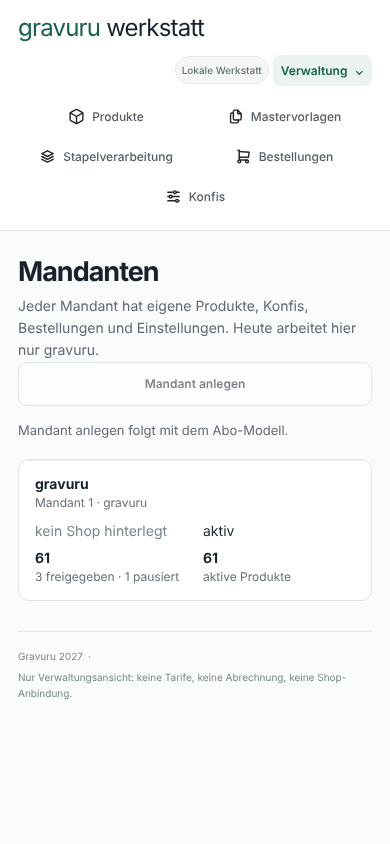 gravuru werkstatt
Lokale Werkstatt
Verwaltung
Produkte
Mastervorlagen
Stapelverarbeitung
Bestellungen
Konfis
Mandanten
Jeder Mandant hat eigene Produkte, Konfis,
Bestellungen und Einstellungen. Heute arbeitet hier
nur gravuru.
Mandant anlegen
Mandant anlegen folgt mit dem Abo-Modell.
gravuru
Mandant 1 · gravuru
kein Shop hinterlegt
aktiv
61
3 freigegeben · 1 pausiert
61
aktive Produkte
Gravuru 2027 ·
Nur Verwaltungsansicht: keine Tarife, keine Abrechnung, keine Shop-
Anbindung.